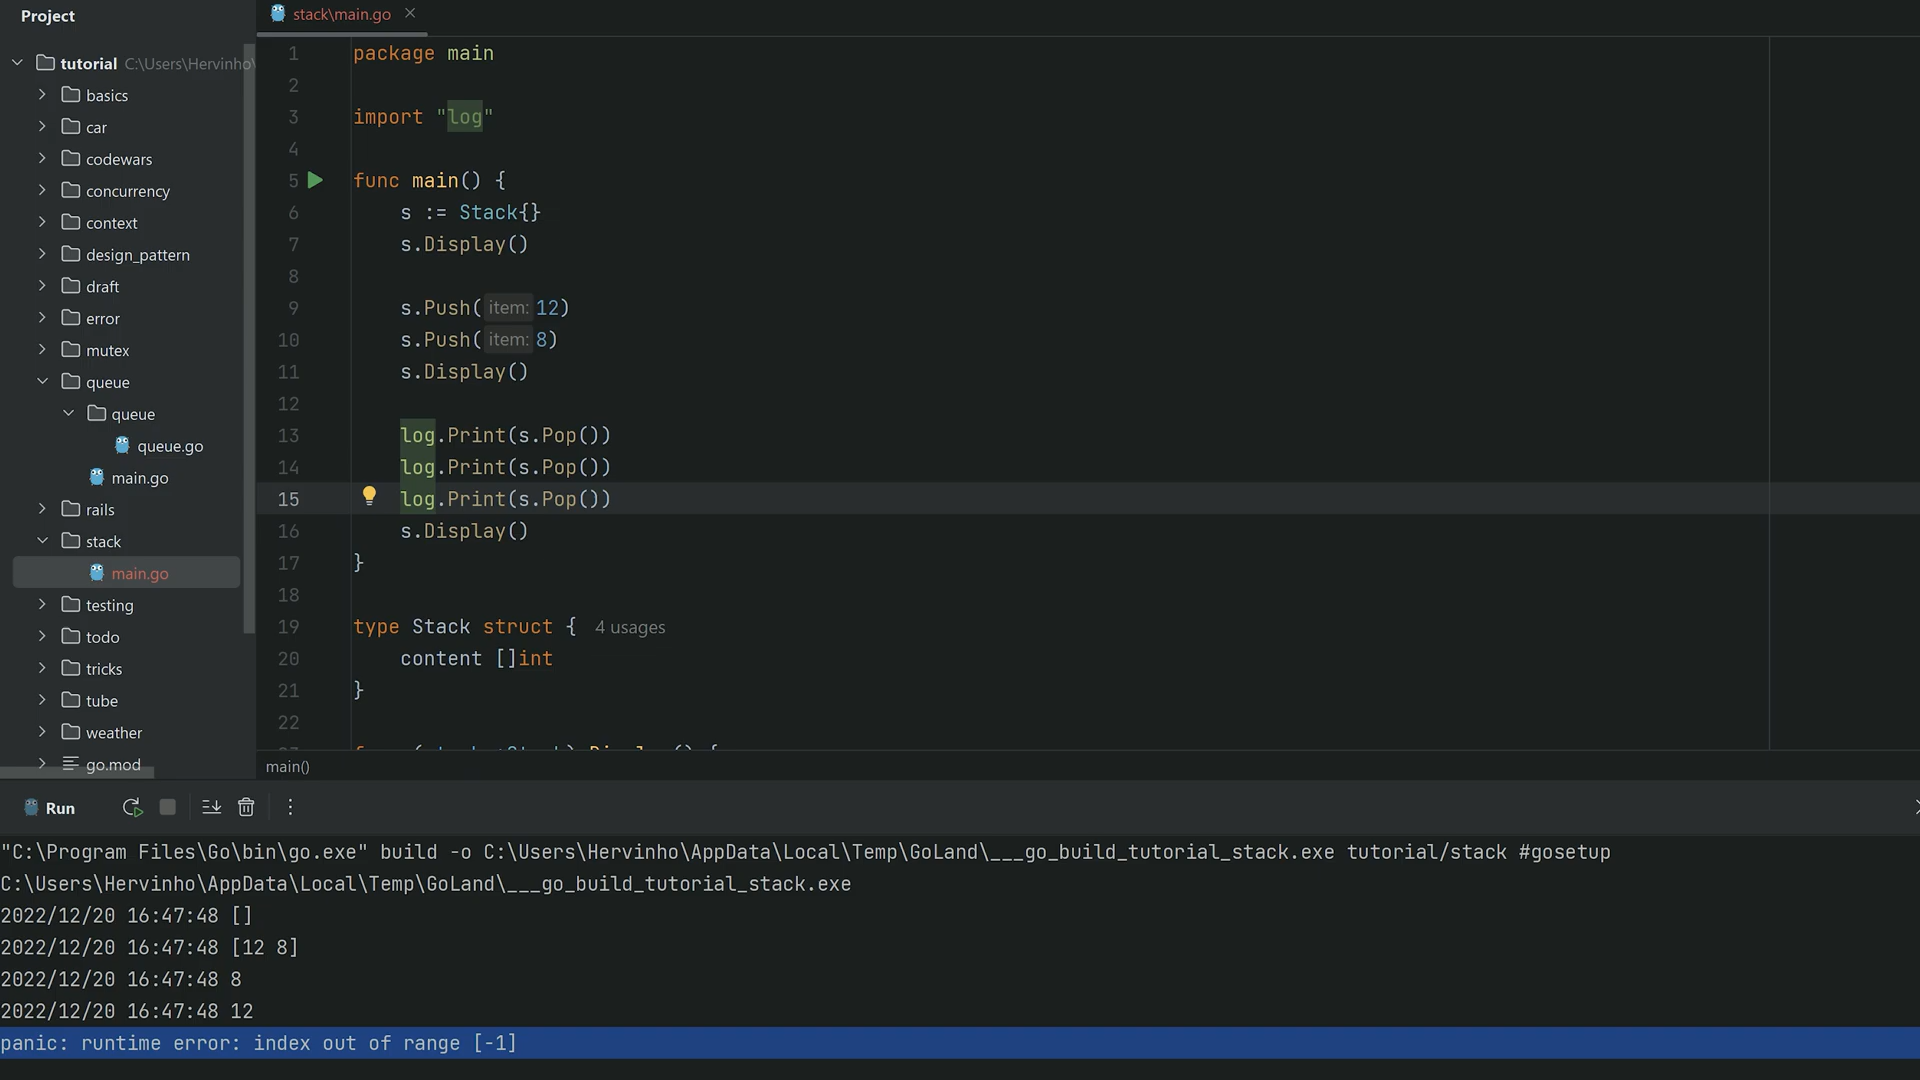 Project
tutorial C:\Users\Hervinho\
basics
car
codewars
concurrency
context
design_pattern
draft
error
mutex
queue
queue
queue.go
main.go
rails
stack
main.go
testing
todo
tricks
tube
weather
go.mod
stack\main.go
1 package main
2
3 import "log"
4
5 func main() {
6 s := Stack{}
7 s.Display()
8
9 s.Push( item: 12)
10 s.Push( item: 8)
11 s.Display()
12
13 log.Print(s.Pop())
14 log.Print(s.Pop())
15 log.Print(s.Pop())
16 s.Display()
17 }
18
19 type Stack struct { 4 usages
20 content []int
21 }
22
main()
Run
"C:\Program Files\Go\bin\go.exe" build -o C:\Users\Hervinho\AppData\Local\Temp\GoLand\___go_build_tutorial_stack.exe tutorial/stack #gosetup
C:\Users\Hervinho\AppData\Local\Temp\GoLand\___go_build_tutorial_stack.exe
2022/12/20 16:47:48 []
2022/12/20 16:47:48 [12 8]
2022/12/20 16:47:48 8
2022/12/20 16:47:48 12
panic: runtime error: index out of range [-1]